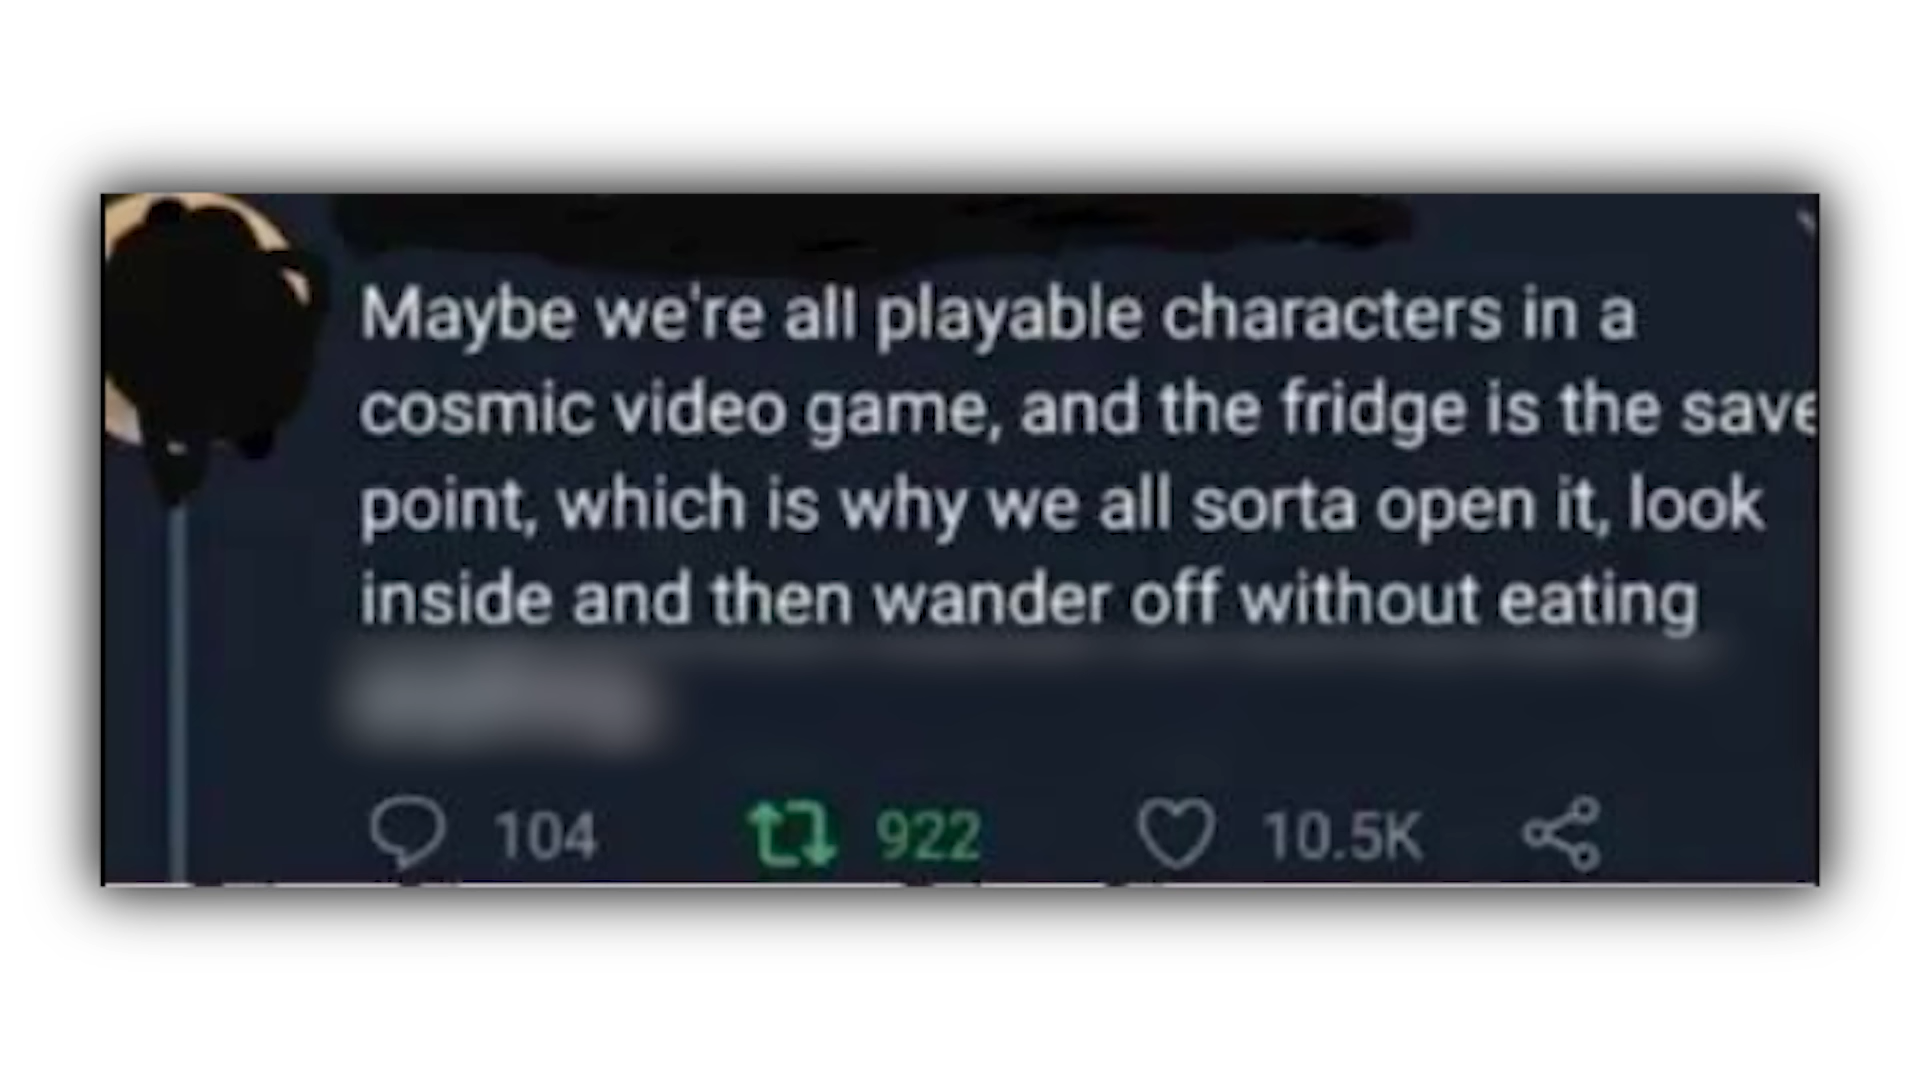 Maybe we're all playable characters in a
cosmic video game, and the fridge is the save
point, which is why we all sorta open it, look
inside and then wander off without eating
104 922 10.5K